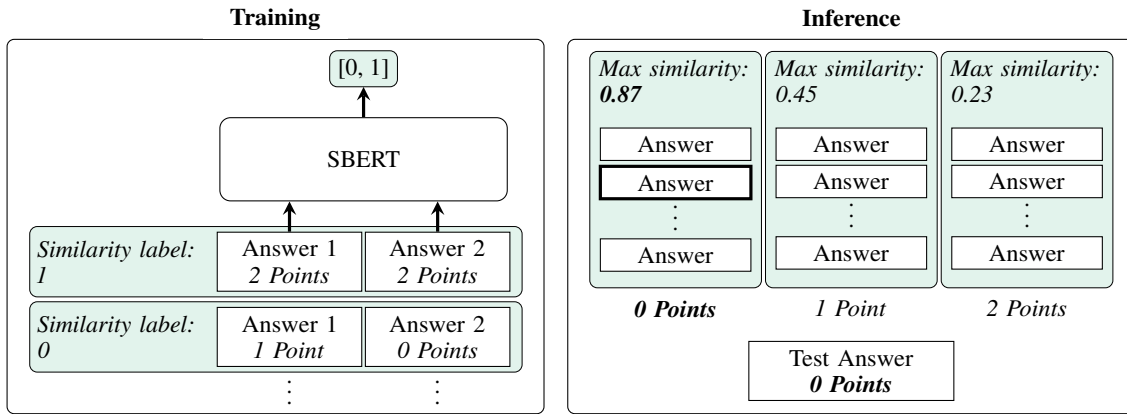 Training
[0, 1]
SBERT
Similarity label:
1
Answer 1
2 Points
Answer 2
2 Points
Similarity label:
0
Answer 1
1 Point
Answer 2
0 Points
Inference
Max similarity:
0.87
Answer
Answer
Answer
0 Points
Max similarity:
0.45
Answer
Answer
Answer
1 Point
Max similarity:
0.23
Answer
Answer
Answer
2 Points
Test Answer
0 Points